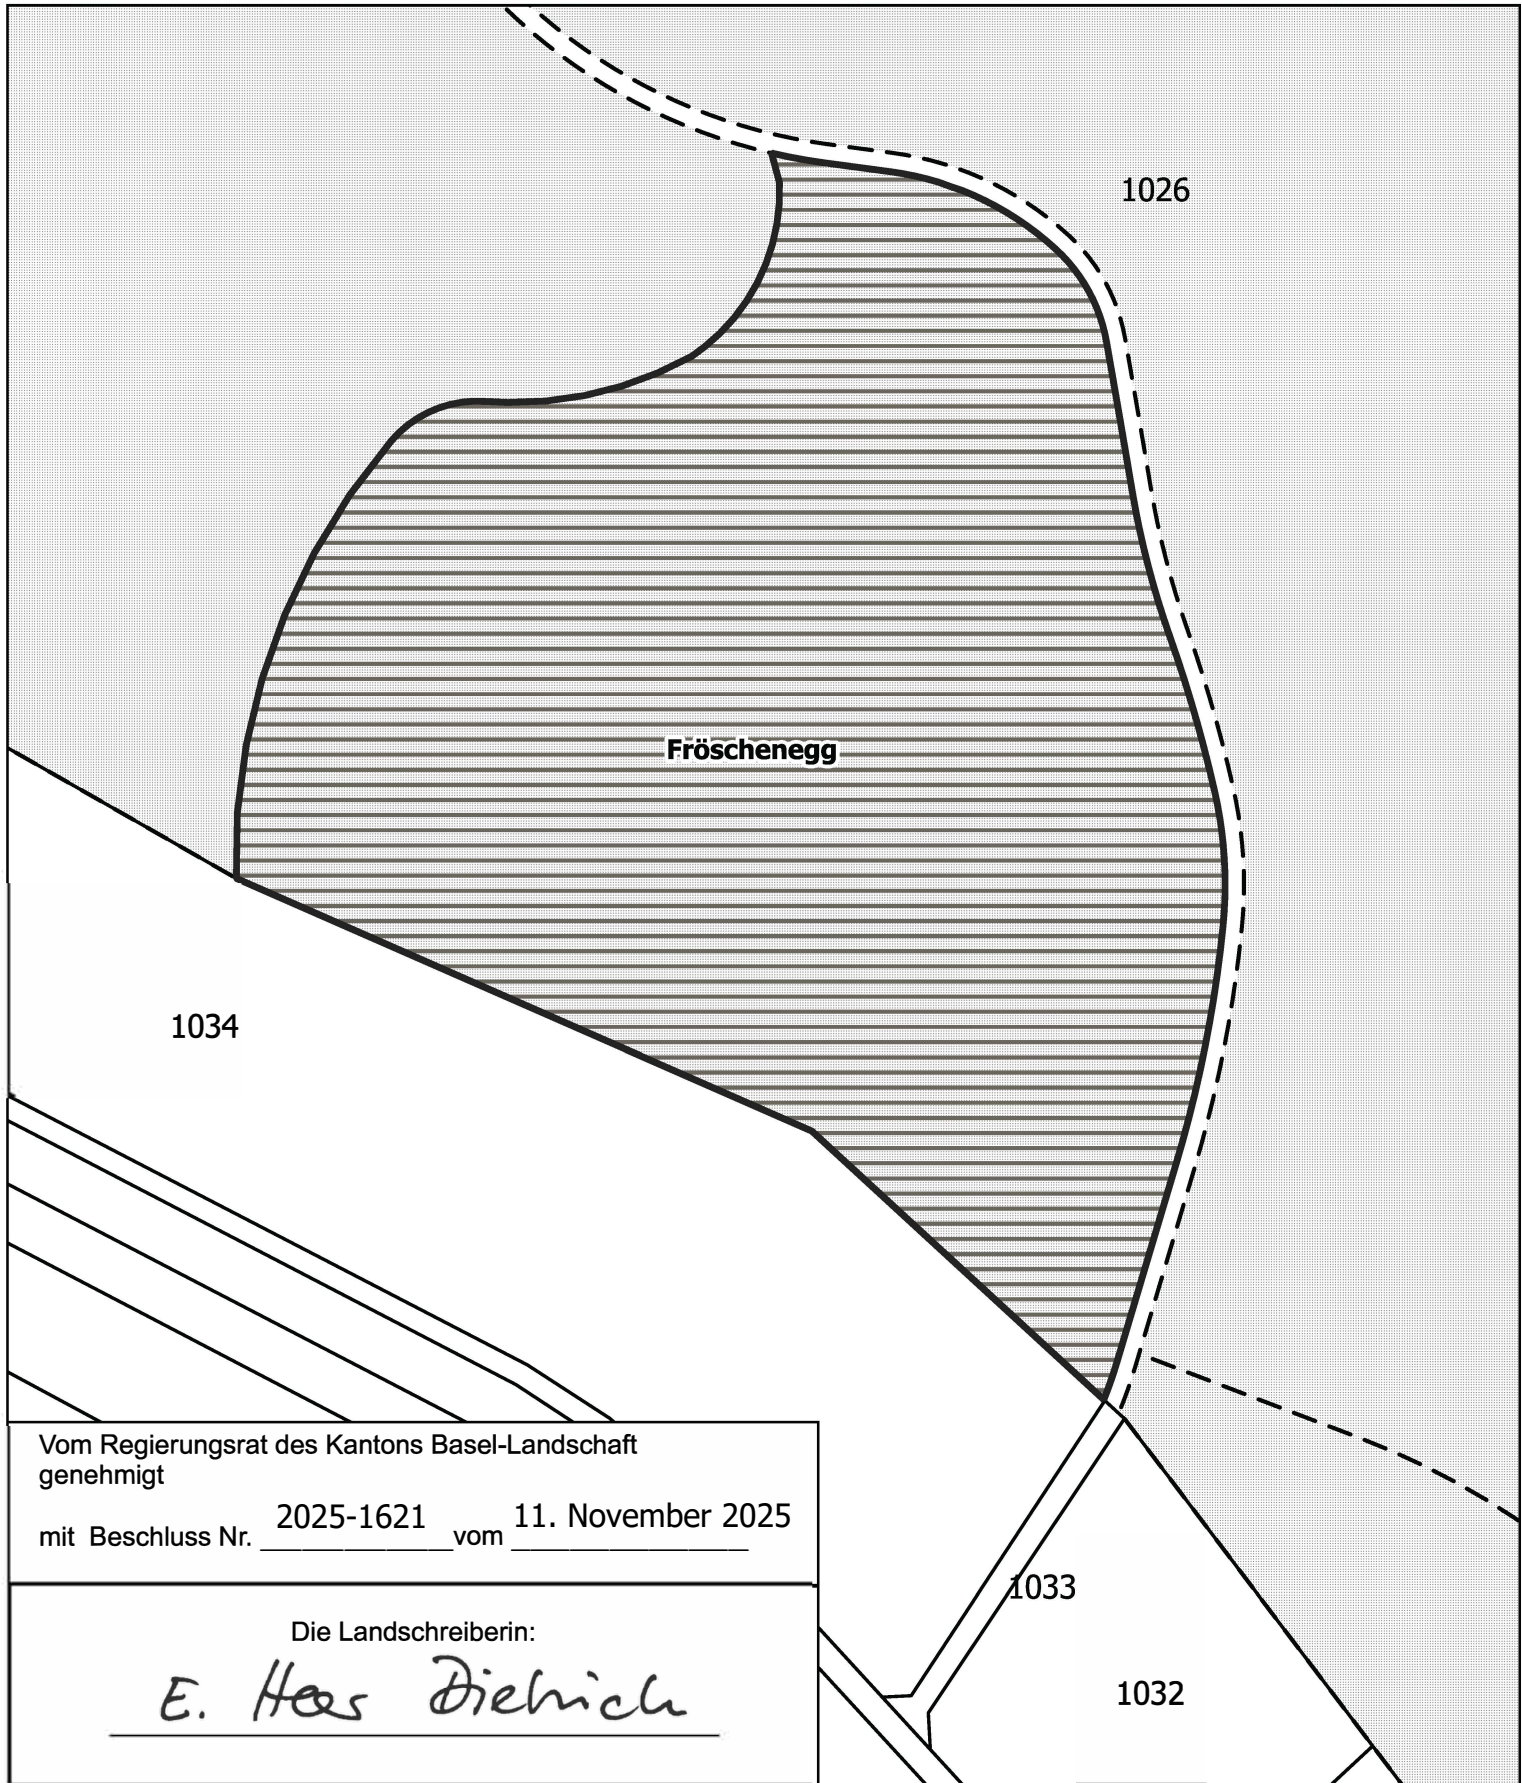 1026
Fröschenegg
1034
Vom Regierungsrat des Kantons Basel-Landschaft
genehmigt
mit Beschluss Nr. 2025-1621 vom 11. November 2025
1033
Die Landschreiberin:
E. Heer Dietrich
1032